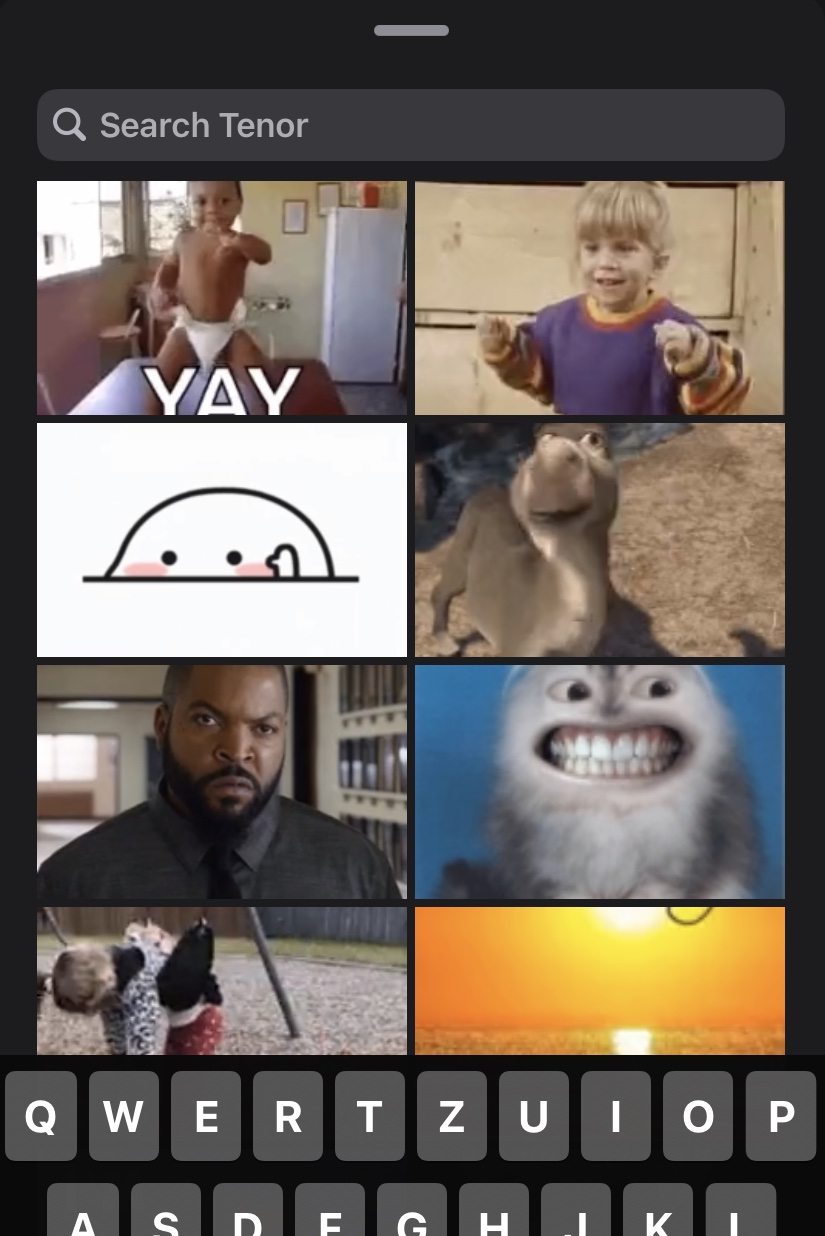 Search Tenor
YAY
Q W E R T Z U I O P
A S D F G H J K L